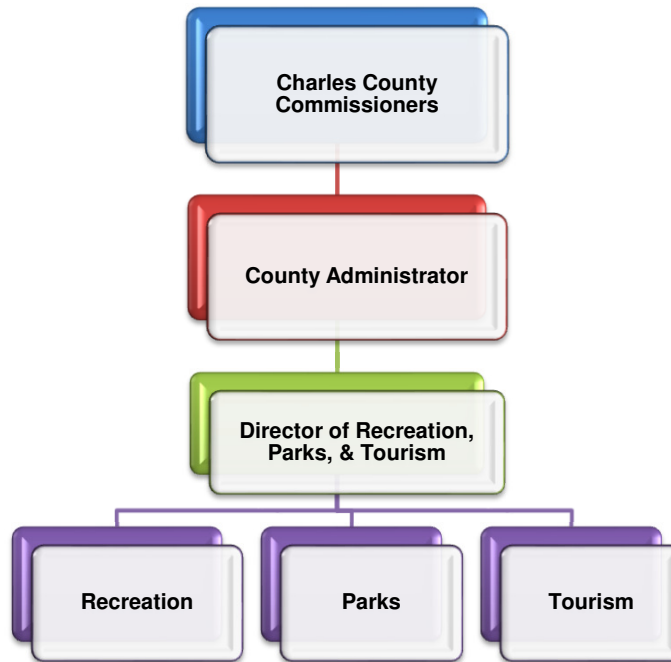 Charles County
Commissioners
County Administrator
Director of Recreation,
Parks, & Tourism
Recreation
Parks
Tourism